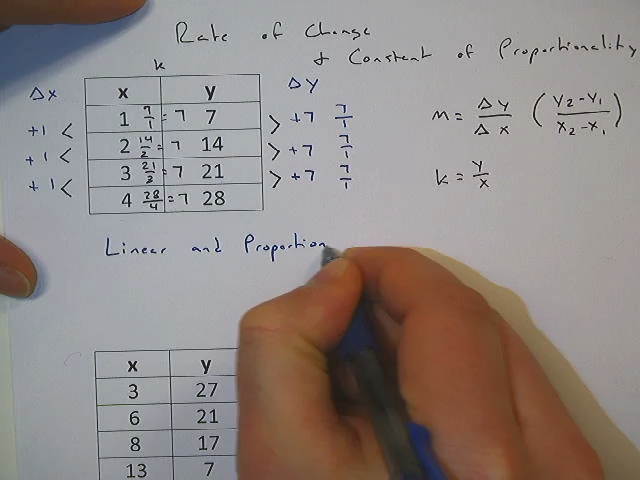 Rate of Change
& Constant of Proportionality
k
Δx Δy
x y
1 7/1 = 7 7
+1 < > +7 7/1
2 14/2 = 7 14
+1 < > +7 7/1
3 21/3 = 7 21
+1 < > +7 7/1
4 28/4 = 7 28
m = Δy/Δx (y₂-y₁/x₂-x₁)
k = y/x
Linear and Proportion
x y
3 27
6 21
8 17
13 7